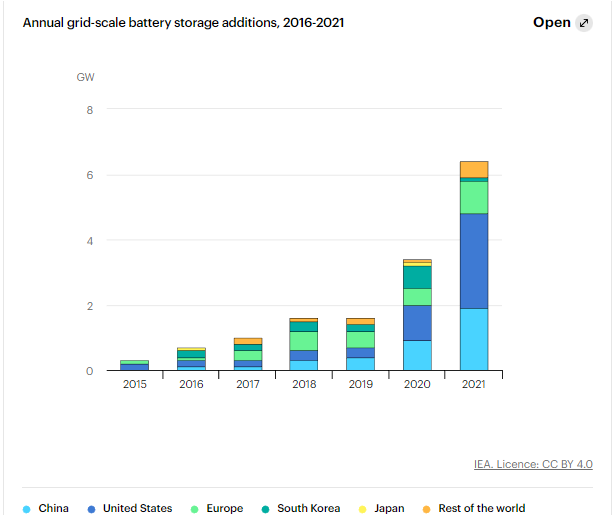 Annual grid-scale battery storage additions, 2016-2021
Open
GW
8
6
4
2
0
2015 2016 2017 2018 2019 2020 2021
IEA. Licence: CC BY 4.0
China United States Europe South Korea Japan Rest of the world